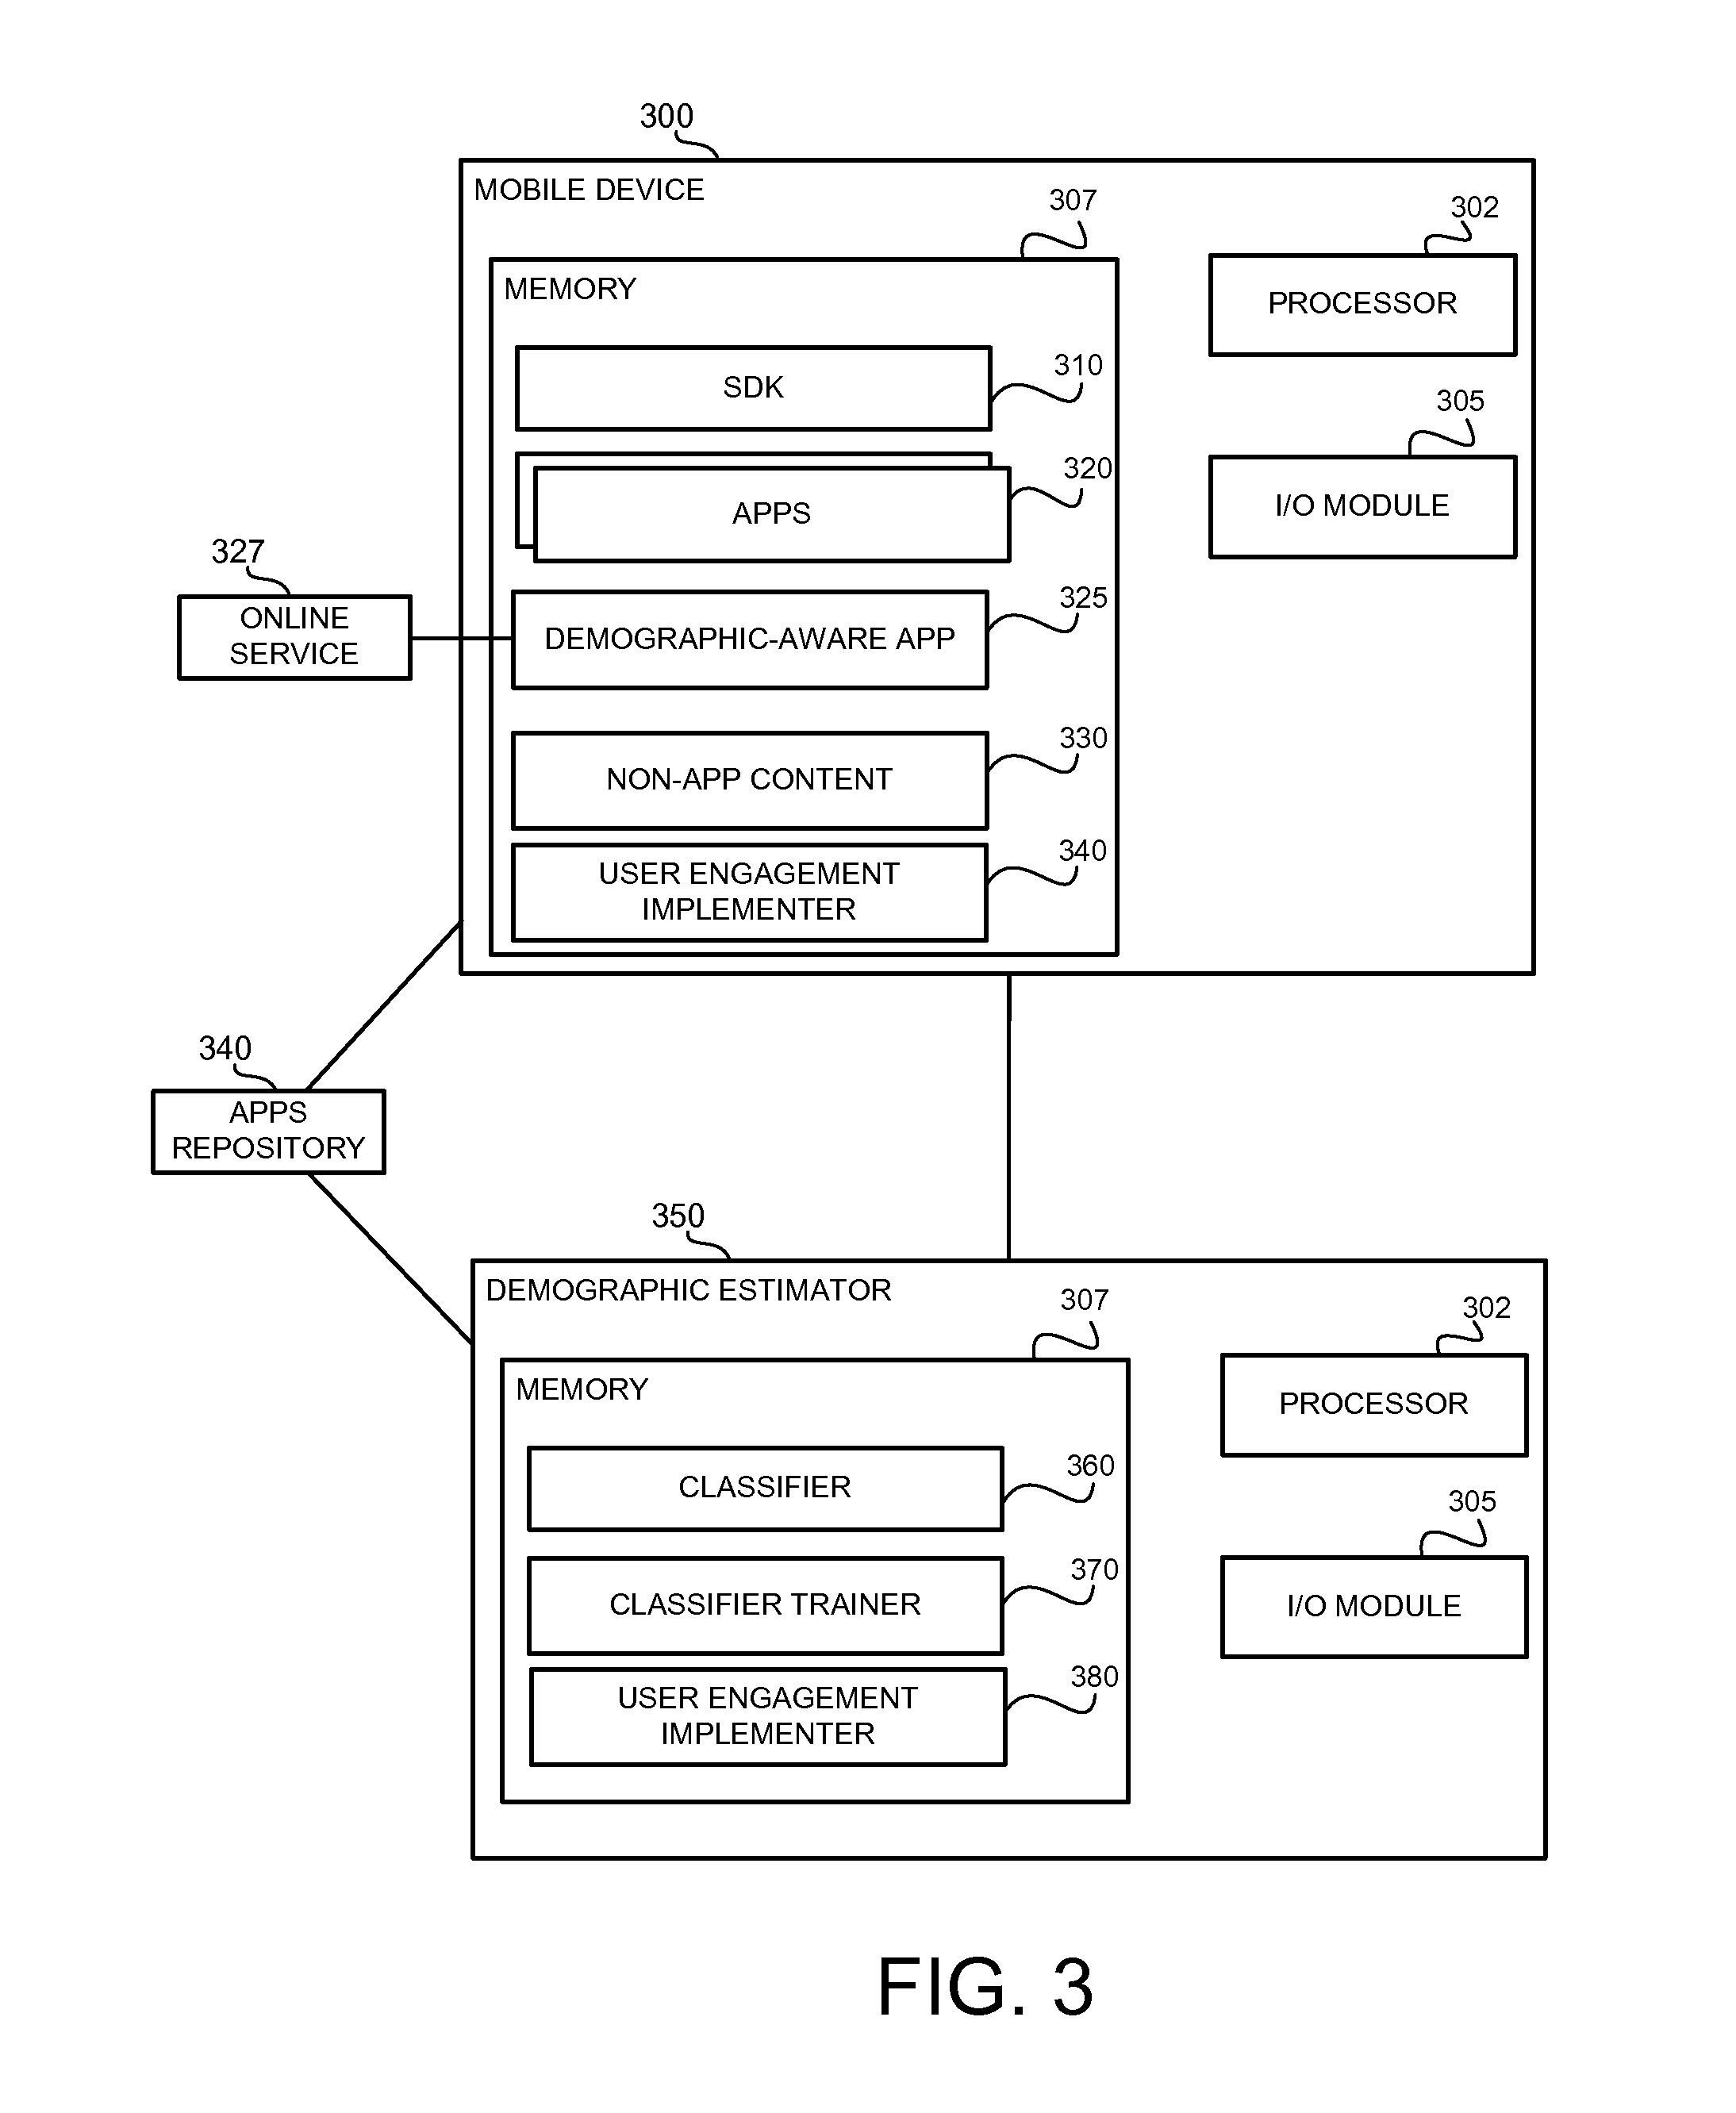 300
MOBILE DEVICE
307
302
MEMORY
PROCESSOR
310
SDK
305
320
APPS
I/O MODULE
327
ONLINE
SERVICE
325
DEMOGRAPHIC-AWARE APP
330
NON-APP CONTENT
340
USER ENGAGEMENT
IMPLEMENTER
340
APPS
REPOSITORY
350
DEMOGRAPHIC ESTIMATOR
307
302
MEMORY
PROCESSOR
360
CLASSIFIER
305
370
CLASSIFIER TRAINER
I/O MODULE
380
USER ENGAGEMENT
IMPLEMENTER
FIG. 3